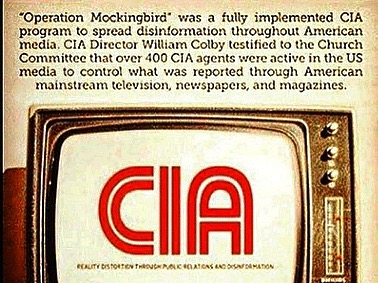 "Operation Mockingbird" was a fully implemented CIA
program to spread disinformation throughout American
media. CIA Director William Colby testified to the Church
Committee that over 400 CIA agents were active in the US
media to control what was reported through American
mainstream television, newspapers, and magazines.
CIA
REALITY DISTORTION THROUGH PUBLIC RELATIONS AND DISINFORMATION